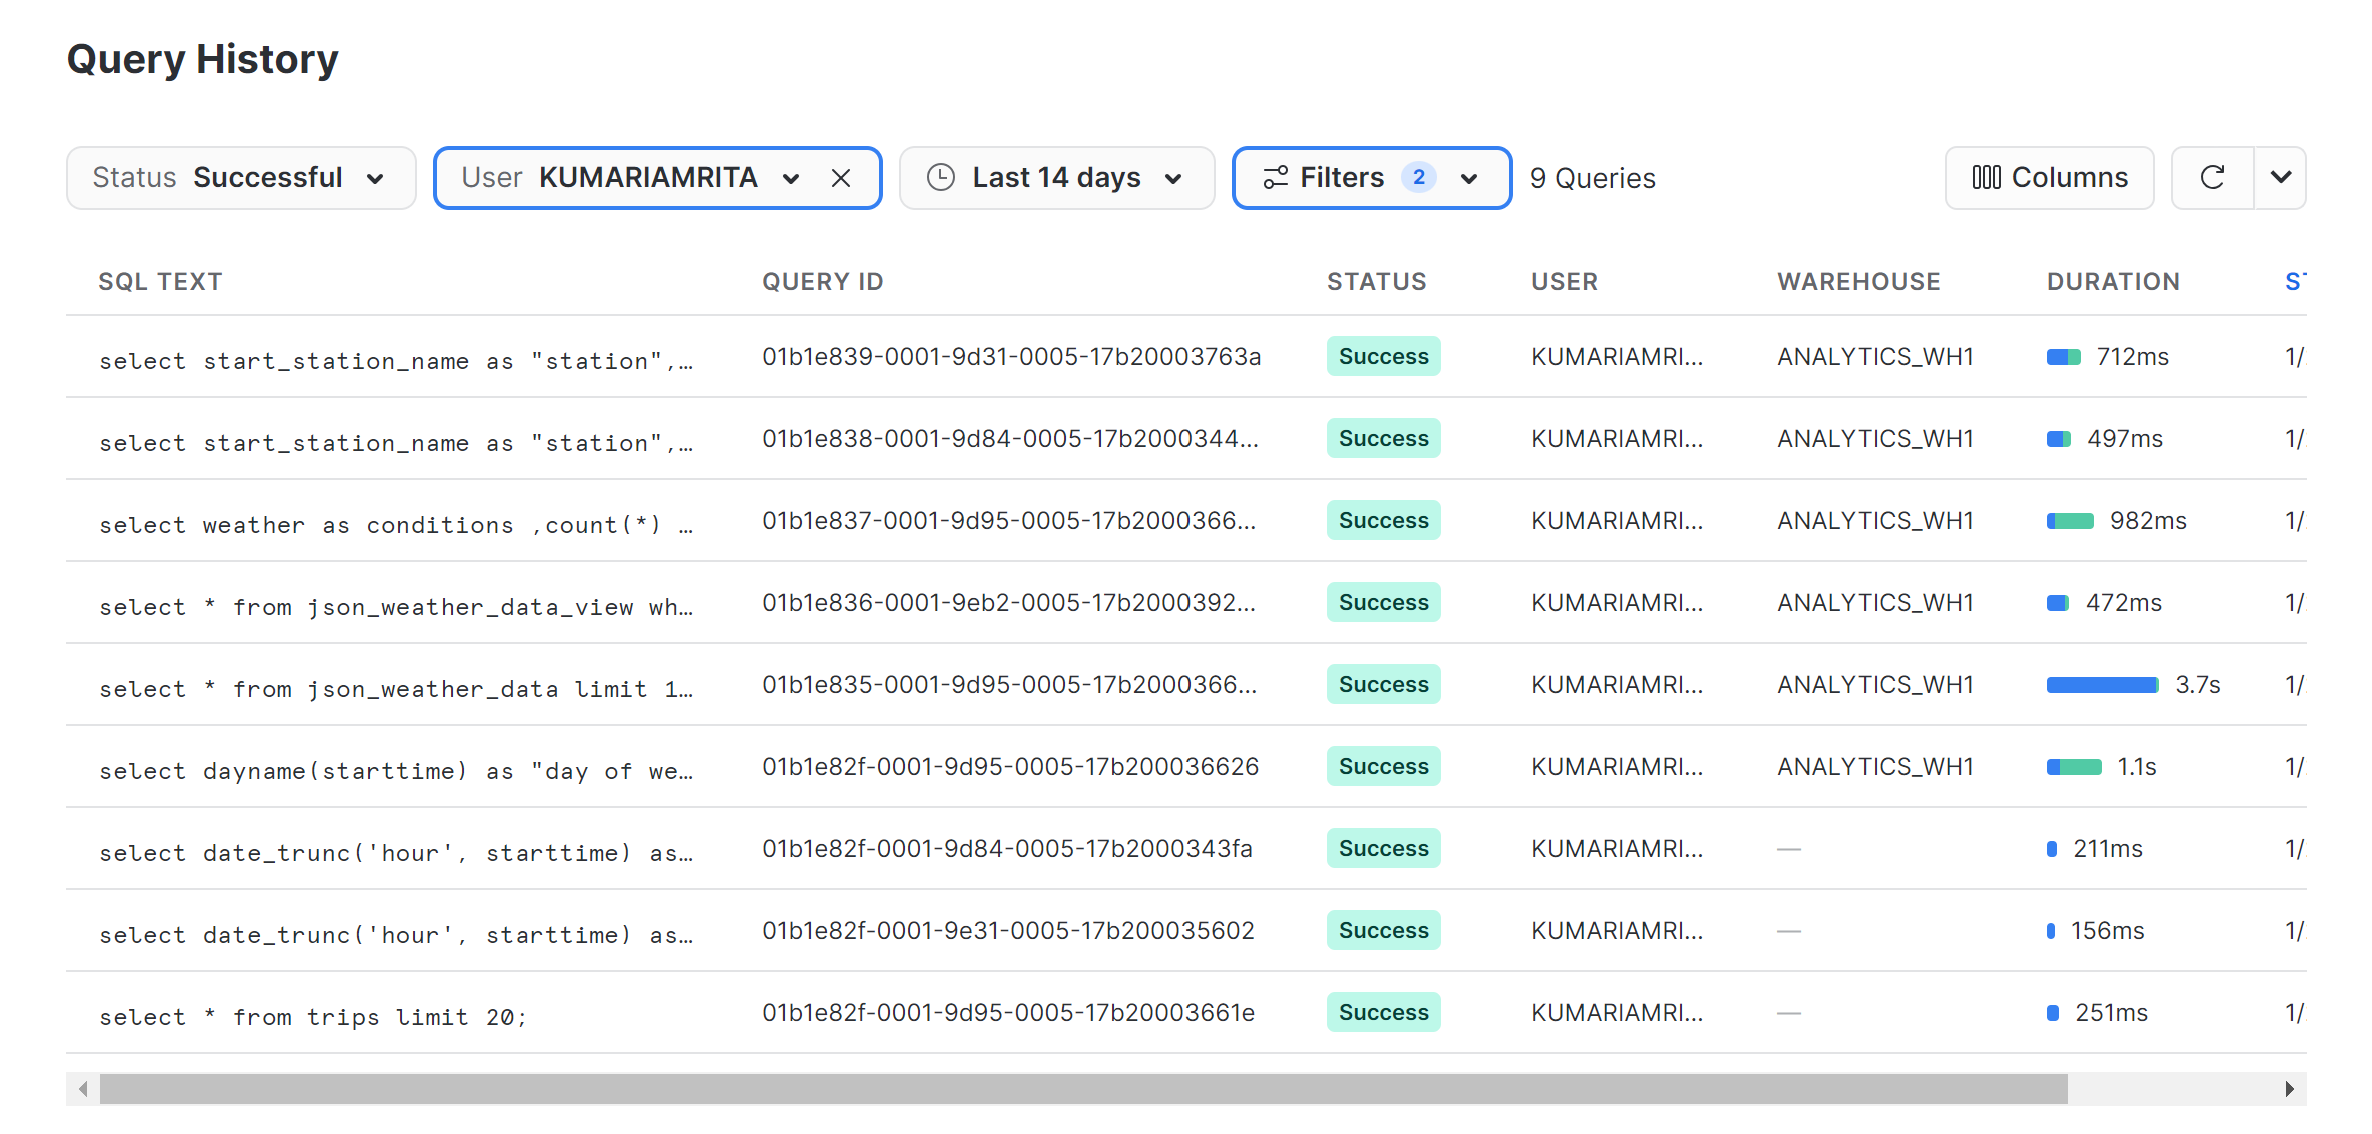 Query History
Status Successful User KUMARIAMRITA Last 14 days Filters 2 9 Queries Columns
SQL TEXT QUERY ID STATUS USER WAREHOUSE DURATION ST
select start_station_name as "station",… 01b1e839-0001-9d31-0005-17b20003763a Success KUMARIAMRI... ANALYTICS_WH1 712ms 1/
select start_station_name as "station",… 01b1e838-0001-9d84-0005-17b2000344... Success KUMARIAMRI... ANALYTICS_WH1 497ms 1/
select weather as conditions ,count(*) … 01b1e837-0001-9d95-0005-17b2000366... Success KUMARIAMRI... ANALYTICS_WH1 982ms 1/
select * from json_weather_data_view wh… 01b1e836-0001-9eb2-0005-17b2000392... Success KUMARIAMRI... ANALYTICS_WH1 472ms 1/
select * from json_weather_data limit 1… 01b1e835-0001-9d95-0005-17b2000366... Success KUMARIAMRI... ANALYTICS_WH1 3.7s 1/
select dayname(starttime) as "day of we… 01b1e82f-0001-9d95-0005-17b200036626 Success KUMARIAMRI... ANALYTICS_WH1 1.1s 1/
select date_trunc('hour', starttime) as… 01b1e82f-0001-9d84-0005-17b2000343fa Success KUMARIAMRI... — 211ms 1/
select date_trunc('hour', starttime) as… 01b1e82f-0001-9e31-0005-17b200035602 Success KUMARIAMRI... — 156ms 1/
select * from trips limit 20; 01b1e82f-0001-9d95-0005-17b20003661e Success KUMARIAMRI... — 251ms 1/